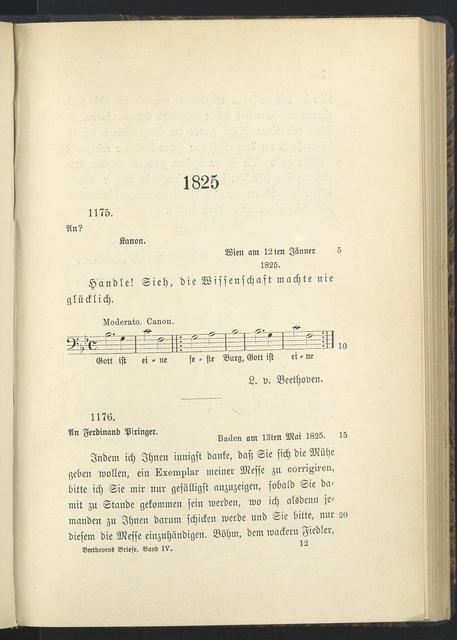 1825
1175.
An?
Kanon.
Wien am 12ten Jänner 5
1825.
Handle! Sieh, die Wissenschaft machte nie
glücklich.
Moderato. Canon.
10
Gott ist ei=ne fe=ste Burg, Gott ist ei=ne
L. v. Beethoven.
1176.
An Ferdinand Piringer.
Baden am 13ten Mai 1825. 15
Indem ich Ihnen innigst danke, daß Sie sich die Mühe
geben wollen, ein Exemplar meiner Messe zu corrigiren,
bitte ich Sie mir nur gefälligst anzuzeigen, sobald Sie da=
mit zu Stande gekommen sein werden, wo ich alsdenn je=
manden zu Ihnen darum schicken werde und Sie bitte, nur 20
diesem die Messe einzuhändigen. Böhm, dem wackern Fiedler,
Beethovens Briefe, Band IV. 12